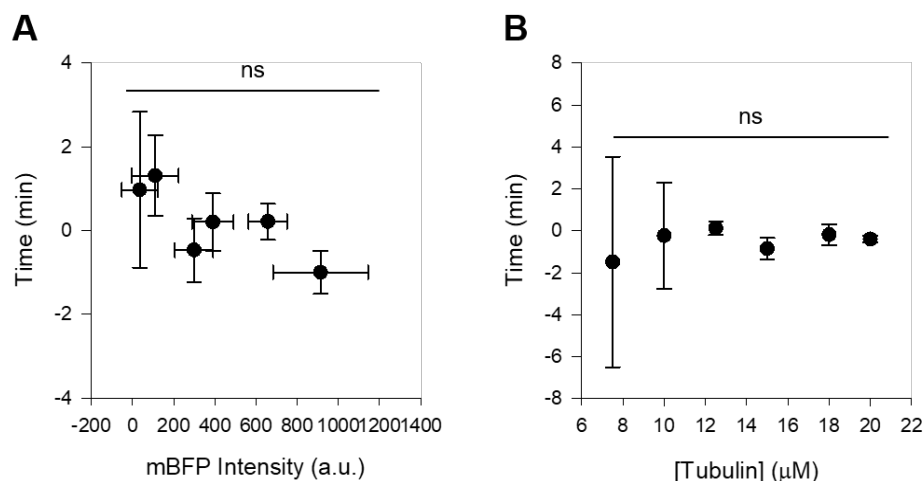 A
B
4
ns
2
0
-2
-4
-200 0 200 400 600 800 1000 1200 1400
Time (min)
mBFP Intensity (a.u.)
8
6
ns
4
2
0
-2
-4
-6
-8
6 8 10 12 14 16 18 20 22
Time (min)
[Tubulin] (μM)